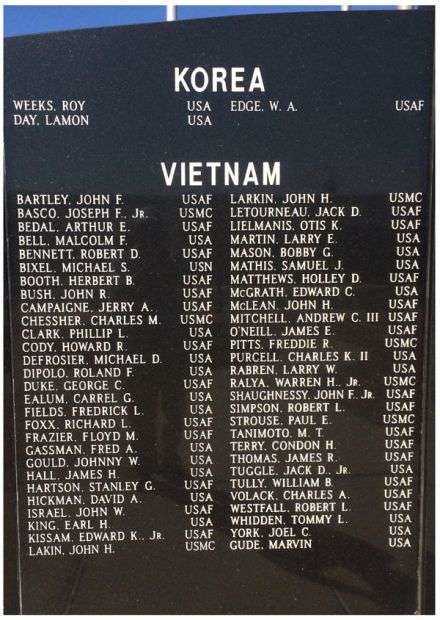 KOREA
WEEKS, ROY USA
DAY, LAMON USA
EDGE, W. A. USAF
VIETNAM
BARTLEY, JOHN F. USAF
BASCO, JOSEPH F., JR. USMC
BEDAL, ARTHUR E. USAF
BELL, MALCOLM F. USA
BENNETT, ROBERT D. USAF
BIXEL, MICHAEL S. USN
BOOTH, HERBERT B. USAF
BUSH, JOHN R. USAF
CAMPAIGNE, JERRY A. USAF
CHESSHER, CHARLES M. USMC
CLARK, PHILLIP L. USA
CODY, HOWARD R. USAF
DEFROSIER, MICHAEL D. USA
DIPOLO, ROLAND F. USA
DUKE, GEORGE C. USAF
EALUM, CARREL G. USA
FIELDS, FREDRICK L. USA
FOXX, RICHARD L. USAF
FRAZIER, FLOYD M. USAF
GASSMAN, FRED A. USA
GOULD, JOHNNY W. USA
HALL, JAMES H. USA
HARTSON, STANLEY G. USAF
HICKMAN, DAVID A. USA
ISRAEL, JOHN W. USAF
KING, EARL H. USA
KISSAM, EDWARD K., JR. USAF
LAKIN, JOHN H. USMC
LARKIN, JOHN H. USMC
LETOURNEAU, JACK D. USAF
LIELMANIS, OTIS K. USAF
MARTIN, LARRY E. USA
MASON, BOBBY G. USA
MATHIS, SAMUEL J. USA
MATTHEWS, HOLLEY D. USAF
McGRATH, EDWARD C. USA
McLEAN, JOHN H. USAF
MITCHELL, ANDREW C. III USAF
O'NEILL, JAMES E. USAF
PITTS, FREDDIE R. USMC
PURCELL, CHARLES K. II USA
RABREN, LARRY W. USA
RALYA, WARREN H., JR. USMC
SHAUGHNESSY, JOHN F., JR. USAF
SIMPSON, ROBERT L. USAF
STROUSE, PAUL E. USMC
TANIMOTO, M. T. USAF
TERRY, CONDON H. USAF
THOMAS, JAMES R. USAF
TUGGLE, JACK D., JR. USA
TULLY, WILLIAM B. USAF
VOLACK, CHARLES A. USAF
WESTFALL, ROBERT L. USAF
WHIDDEN, TOMMY L. USA
YORK, JOEL C. USA
GUDE, MARVIN USA